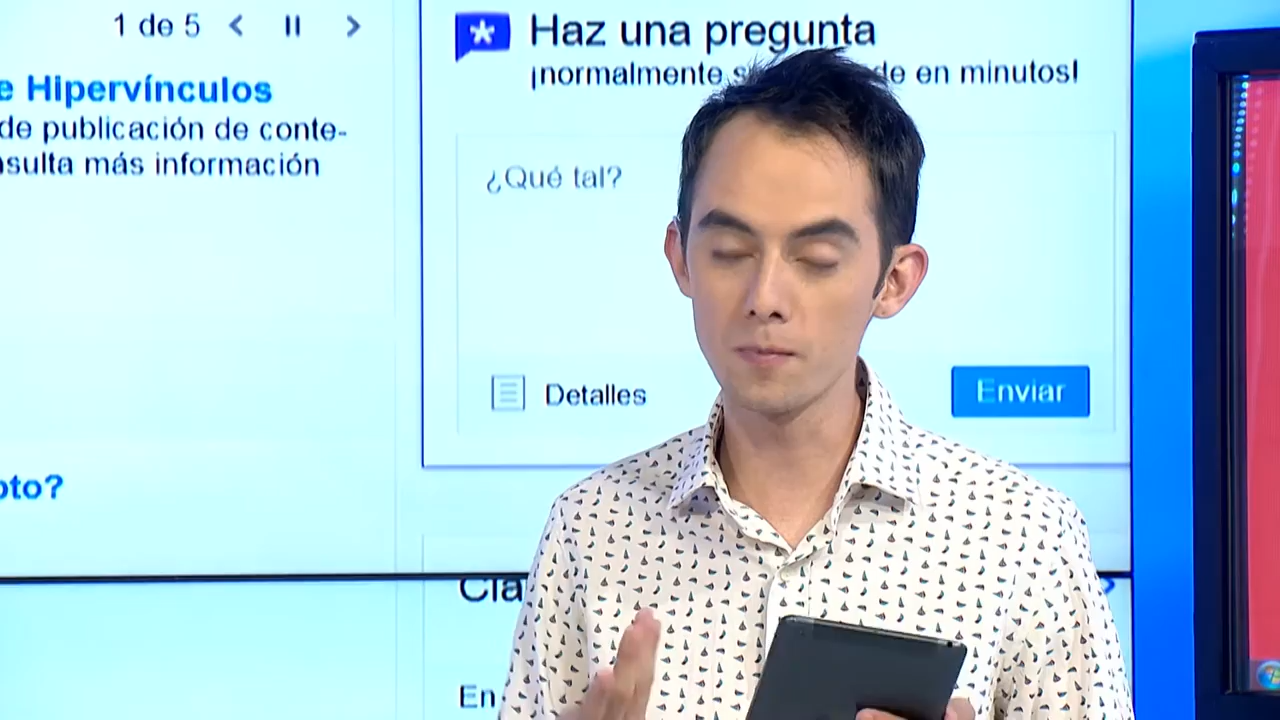 1 de 5
e Hipervínculos
de publicación de conte-
nsulta más información
pto?
Haz una pregunta
¡normalmente de en minutos!
¿Qué tal?
Detalles
Enviar
Cla
En